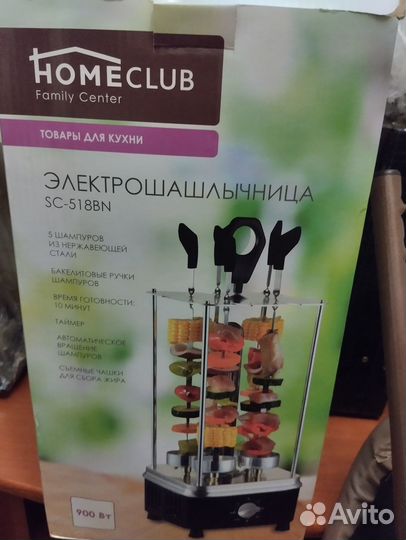 HOMECLUB
Family Center
ТОВАРЫ ДЛЯ КУХНИ
ЭЛЕКТРОШАШЛЫЧНИЦА
SC-518BN
5 ШАМПУРОВ
ИЗ НЕРЖАВЕЮЩЕЙ
СТАЛИ
БАКЕЛИТОВЫЕ РУЧКИ
ШАМПУРОВ
ВРЕМЯ ГОТОВНОСТИ:
10 МИНУТ
ТАЙМЕР
АВТОМАТИЧЕСКОЕ
ВРАЩЕНИЕ
ШАМПУРОВ
СЪЕМНЫЕ ЧАШКИ
ДЛЯ СБОРА ЖИРА
900 Вт
Avito